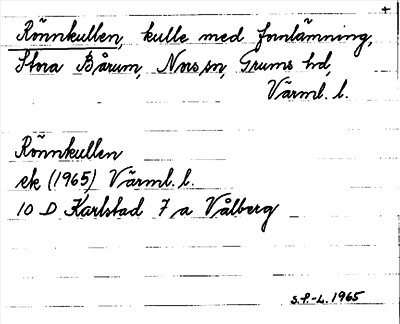 +
Rönnkullen, kulle med fornlämning,
Stora Bårum, Nors sn, Grums hd,
Värml. l.
Rönnkullen
ek (1965) Värml. l.
10 D Karlstad 7 a Vålberg
S.P.-L. 1965